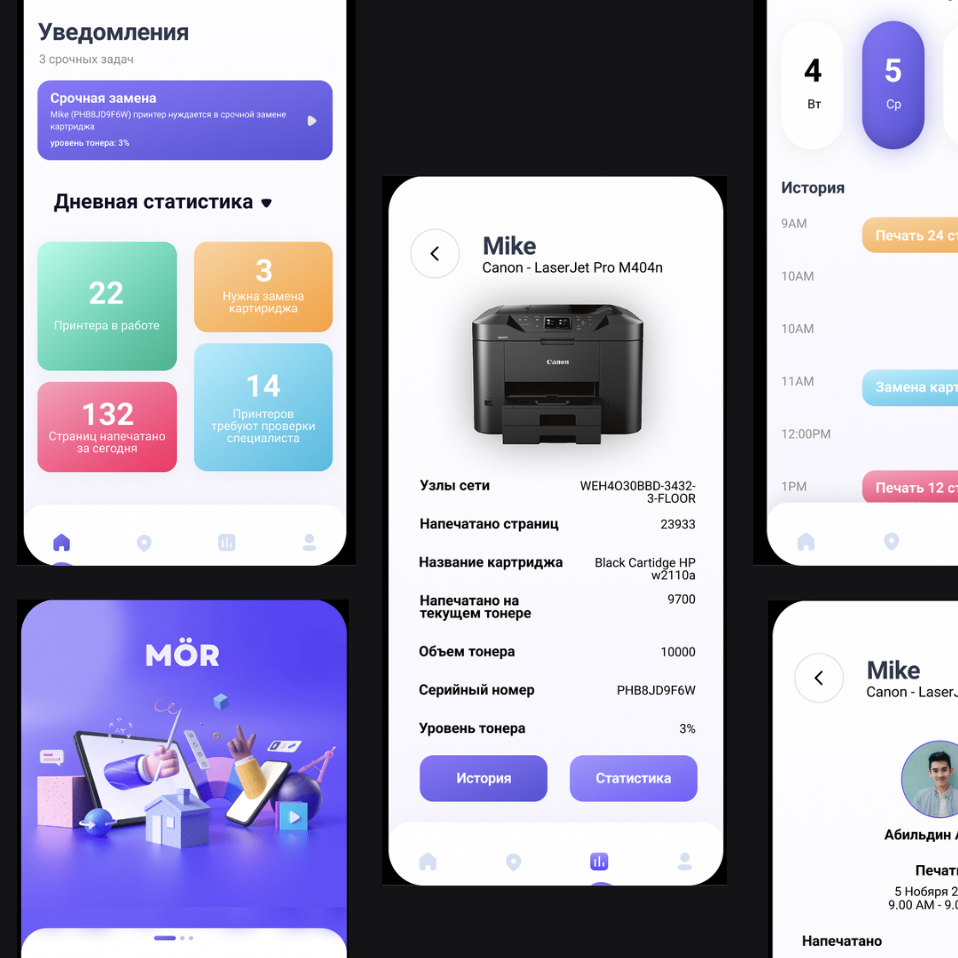 Уведомления
3 срочных задач
Срочная замена
Mike (PHB8JD9F6W) принтер нуждается в срочной замене
картриджа
уровень тонера: 3%
Дневная статистика
22
Принтера в работе
3
Нужна замена
картириджа
132
Страниц напечатано
за сегодня
14
Принтеров
требуют проверки
специалиста
MÖR
Mike
Canon - LaserJet Pro M404n
Canon
Узлы сети
WEH4O30BBD-3432-
3-FLOOR
Напечатано страниц
23933
Название картриджа
Black Cartidge HP
w2110a
Напечатано на
текущем тонере
9700
Объем тонера
10000
Серийный номер
PHB8JD9F6W
Уровень тонера
3%
История
Статистика
4
Вт
5
Ср
История
9AM
Печать 24 ст
10AM
10AM
11AM
Замена карт
12:00PM
1PM
Печать 12 ст
Mike
Canon - LaserJ
Абильдин А
Печать
5 Нобяря 2
9.00 AM - 9.0
Напечатано